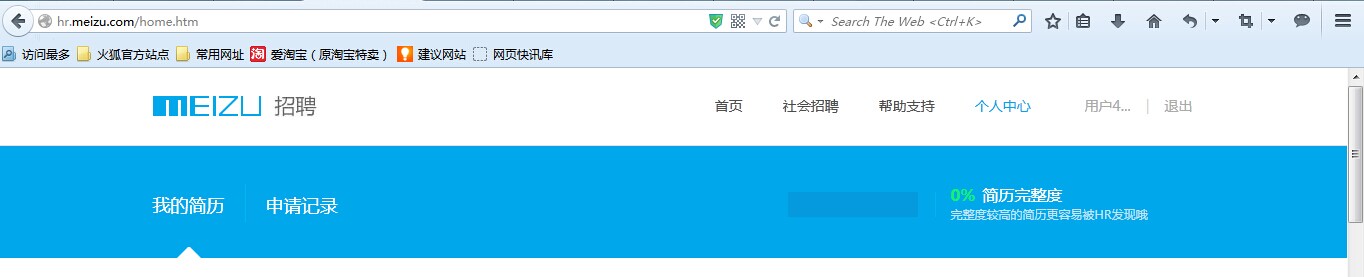 hr.meizu.com/home.htm Search The Web <Ctrl+K>
访问最多 火狐官方站点 常用网址 爱淘宝（原淘宝特卖） 建议网站 网页快讯库
MEIZU 招聘 首页 社会招聘 帮助支持 个人中心 用户4... | 退出
我的简历 申请记录 0% 简历完整度
完整度较高的简历更容易被HR发现哦